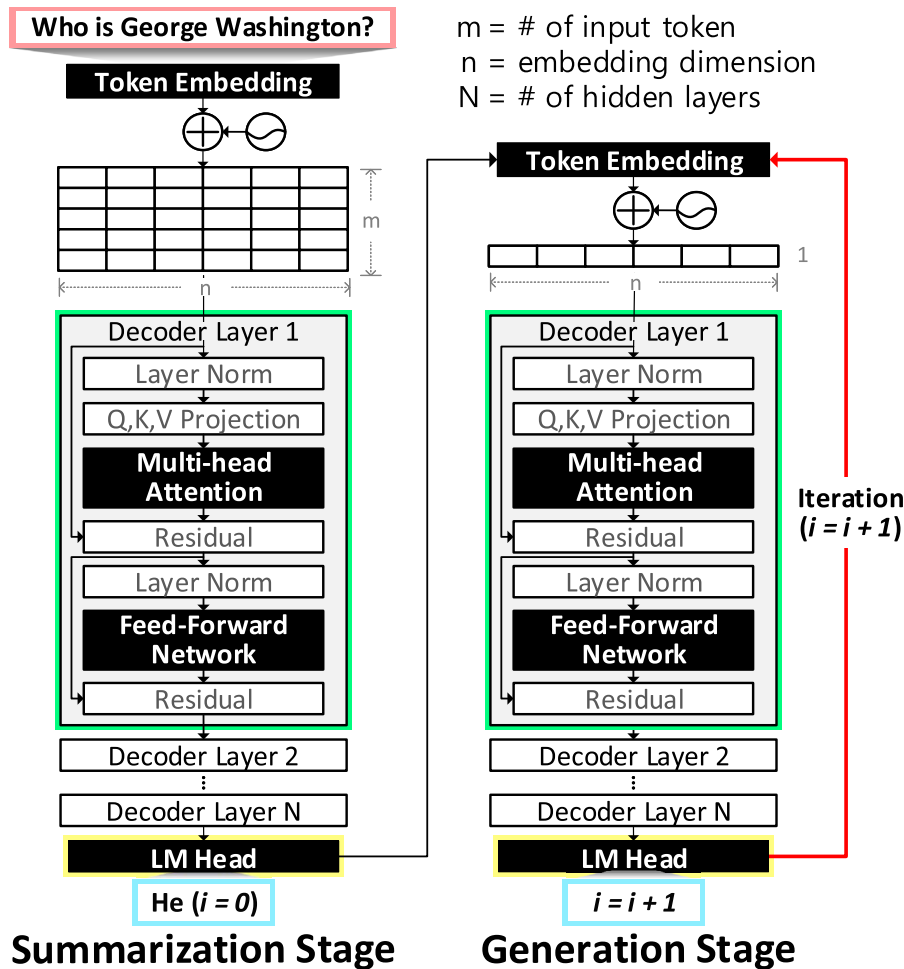 Who is George Washington?
m = # of input token
n = embedding dimension
N = # of hidden layers
Token Embedding
m
n
Decoder Layer 1
Layer Norm
Q,K,V Projection
Multi-head
Attention
Residual
Layer Norm
Feed-Forward
Network
Residual
Decoder Layer 2
Decoder Layer N
LM Head
He (i = 0)
Summarization Stage
Token Embedding
1
n
Decoder Layer 1
Layer Norm
Q,K,V Projection
Multi-head
Attention
Residual
Layer Norm
Feed-Forward
Network
Residual
Decoder Layer 2
Decoder Layer N
LM Head
i = i + 1
Generation Stage
Iteration
(i = i + 1)